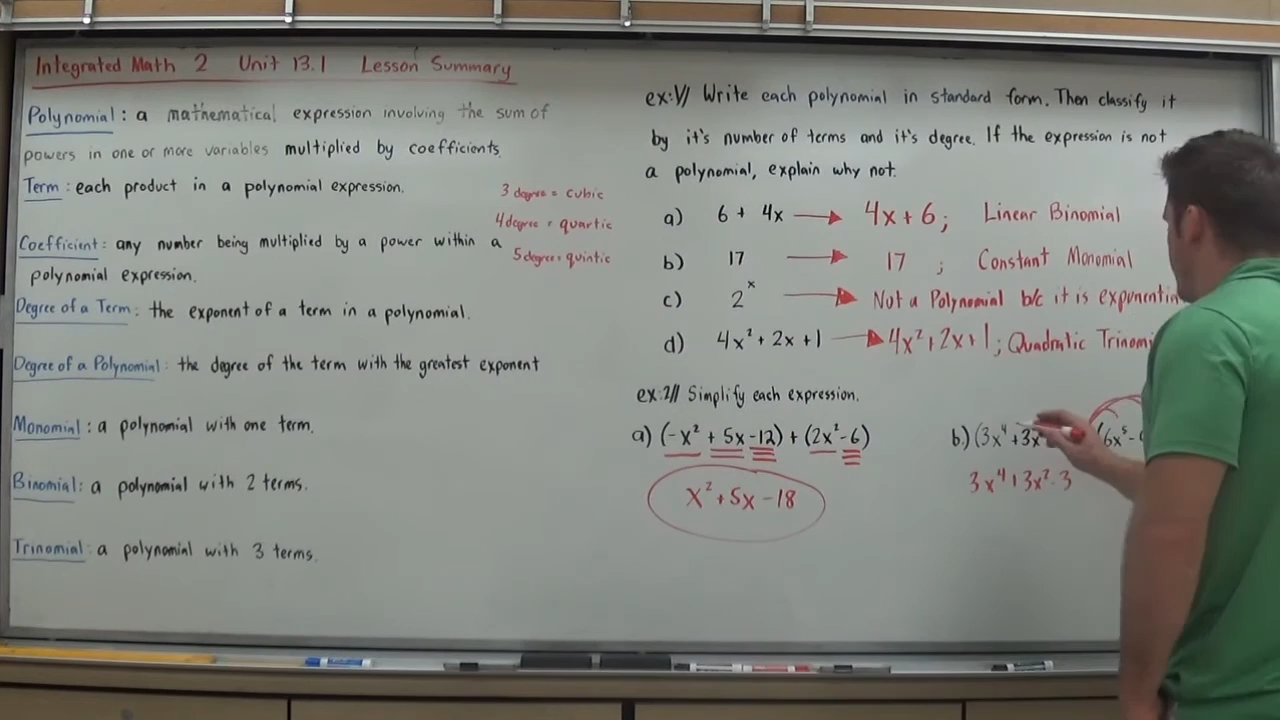 Integrated Math 2 Unit 13.1 Lesson Summary
Polynomial: a mathematical expression involving the sum of
powers in one or more variables multiplied by coefficients.
Term: each product in a polynomial expression.
3 degree = cubic
4 degree = quartic
5 degree = quintic
Coefficient: any number being multiplied by a power within a
polynomial expression.
Degree of a Term: the exponent of a term in a polynomial.
Degree of a Polynomial: the degree of the term with the greatest exponent
Monomial: a polynomial with one term.
Binomial: a polynomial with 2 terms.
Trinomial: a polynomial with 3 terms.
ex:1// Write each polynomial in standard form. Then classify it
by it's number of terms and it's degree. If the expression is not
a polynomial, explain why not.
a) 6 + 4x → 4x + 6; Linear Binomial
b) 17 → 17 ; Constant Monomial
c) 2^x → Not a Polynomial b/c it is exponentia
d) 4x² + 2x + 1 → 4x² + 2x + 1; Quadratic Trinomi
ex:2// Simplify each expression.
a) (-x² + 5x - 12) + (2x² - 6)
x² + 5x - 18
b.) (3x⁴ + 3x (6x⁵ -
3x⁴ + 3x² - 3